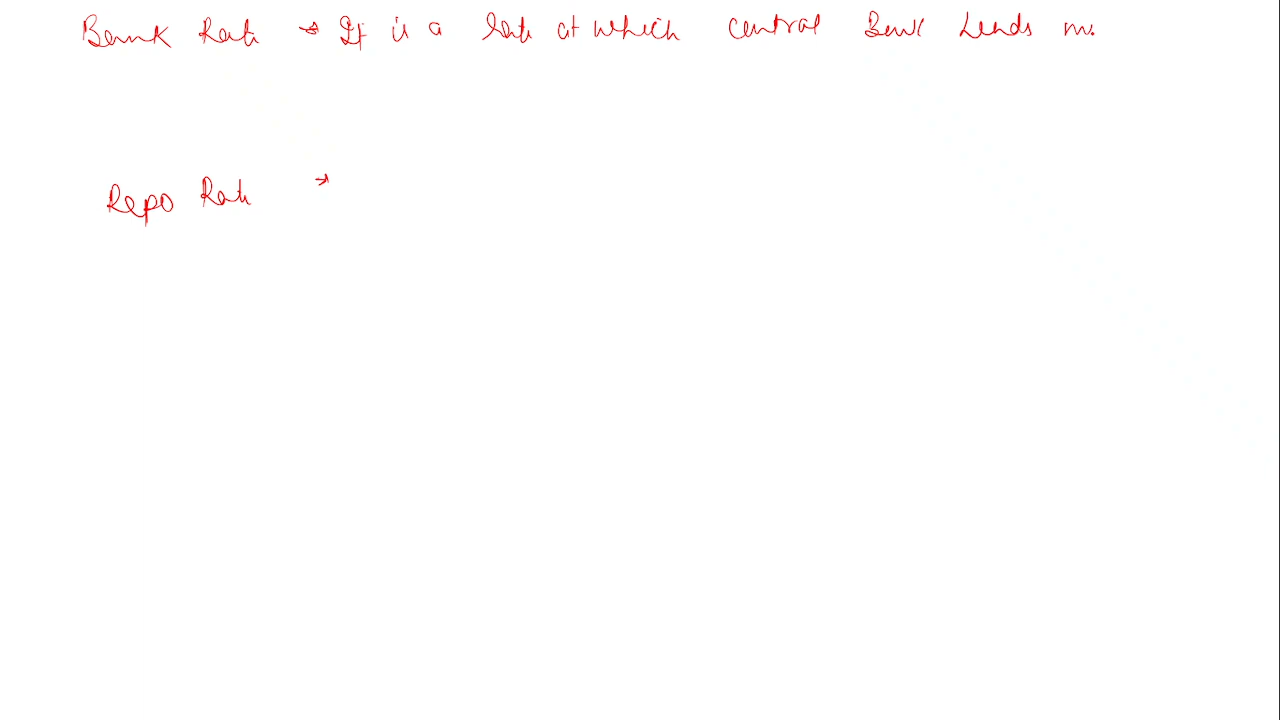 Bank Rate → It is a rate at which central Bank Lends
Repo Rate →